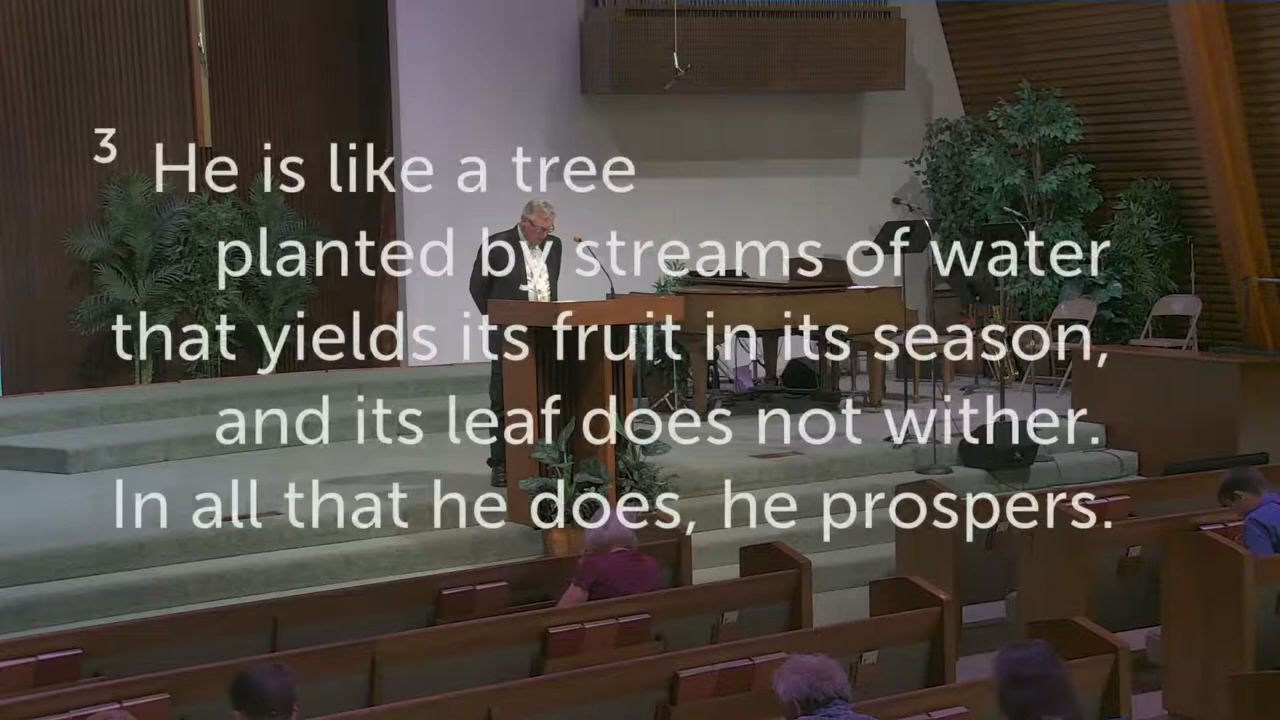 3 He is like a tree
planted by streams of water
that yields its fruit in its season,
and its leaf does not wither.
In all that he does, he prospers.